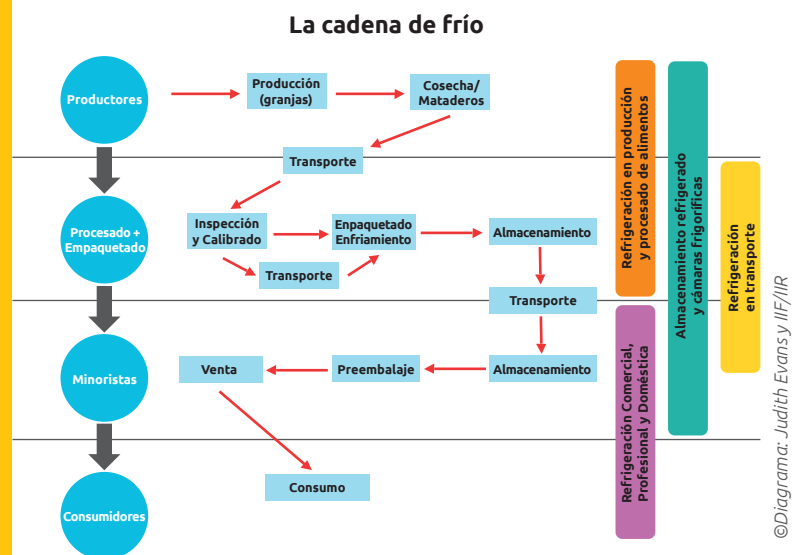 La cadena de frío
Productores
Producción
(granjas)
Cosecha/
Mataderos
Transporte
Procesado +
Empaquetado
Inspección
y Calibrado
Enpaquetado
Enfriamiento
Almacenamiento
Transporte
Transporte
Minoristas
Venta
Preembalaje
Almacenamiento
Consumo
Consumidores
Refrigeración en producción
y procesado de alimentos
Almacenamiento refrigerado
y cámaras frigoríficas
Refrigeración
en transporte
Refrigeración Comercial,
Profesional y Doméstica
©Diagrama: Judith Evans y IIF/IIR